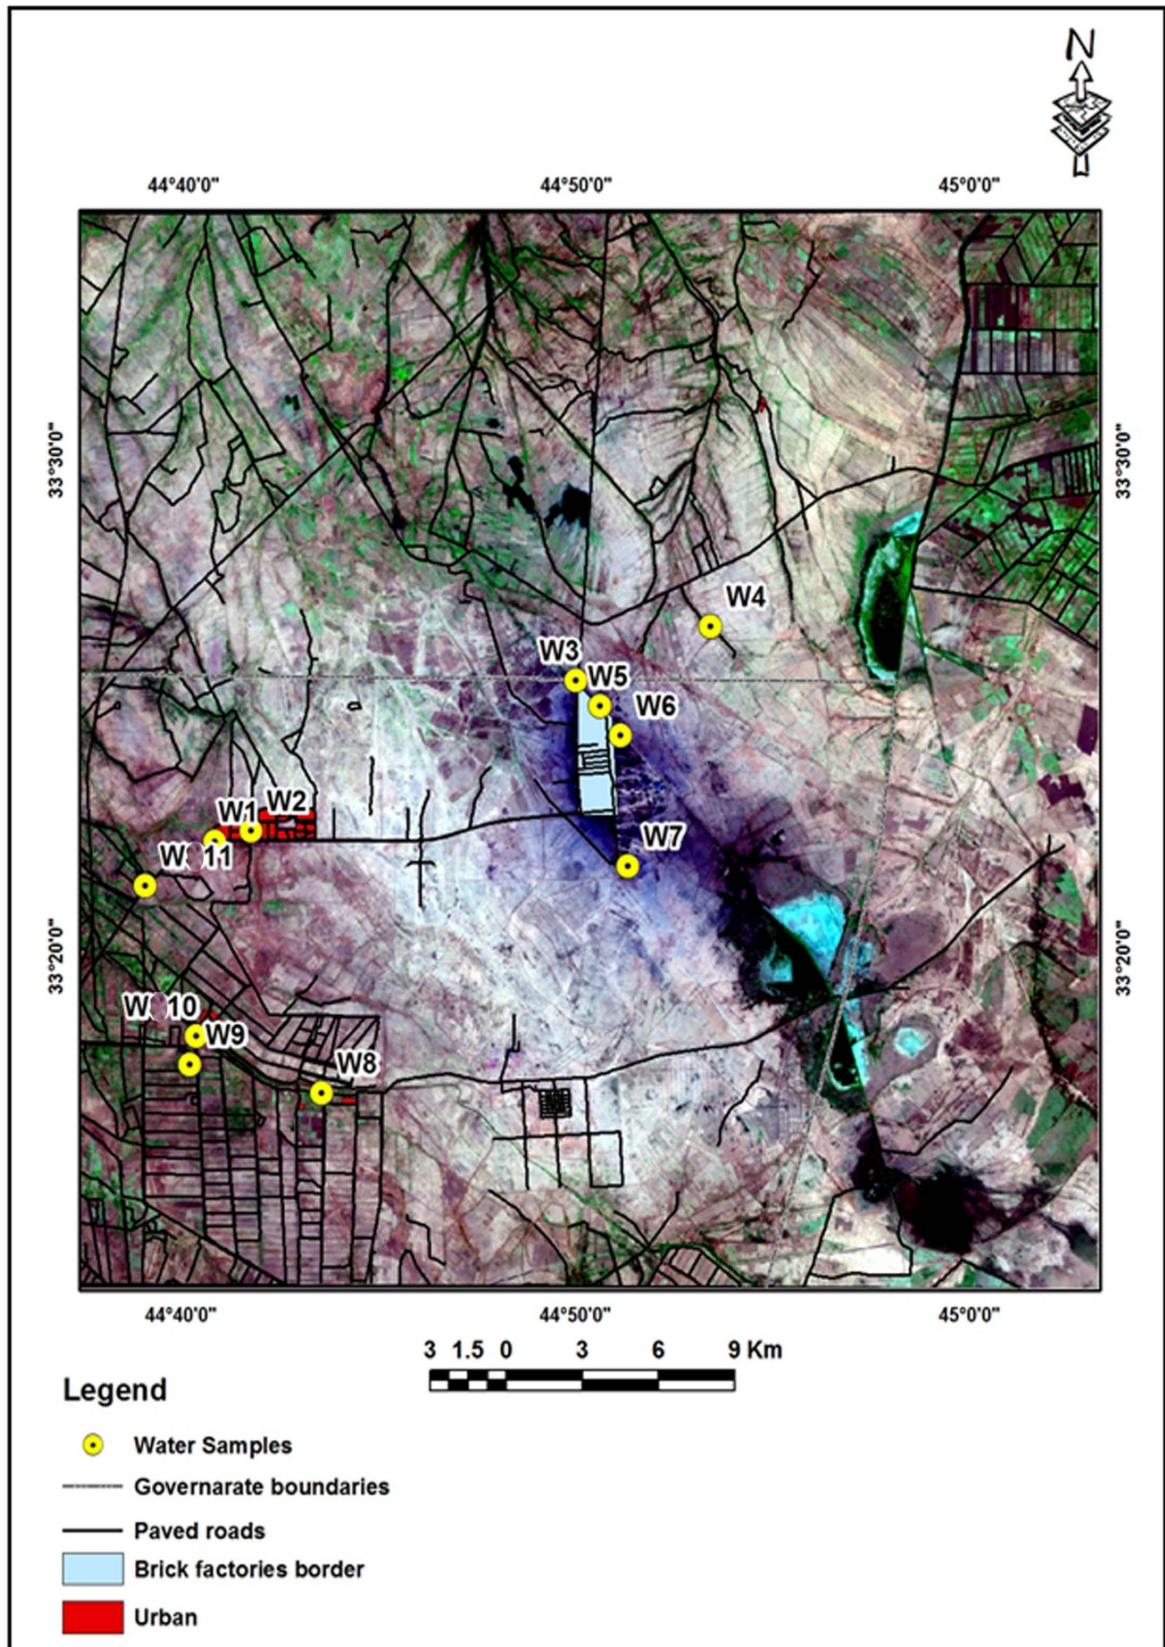 N
44°40'0" 44°50'0" 45°0'0"
33°30'0" 33°30'0"
W4
W3
W5
W6
W1 W2
W7
W 11
33°20'0" 33°20'0"
W 10
W9
W8
44°40'0" 44°50'0" 45°0'0"
3 1.5 0 3 6 9 Km
Legend
Water Samples
Governarate boundaries
Paved roads
Brick factories border
Urban